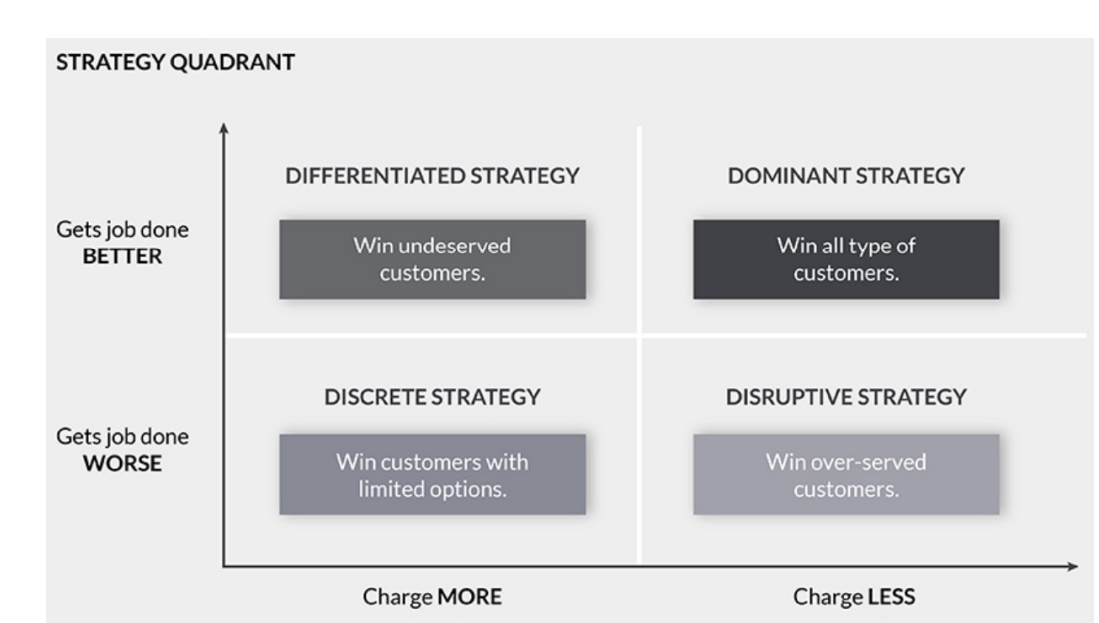 STRATEGY QUADRANT
DIFFERENTIATED STRATEGY
DOMINANT STRATEGY
Gets job done
BETTER
Win undeserved
customers.
Win all type of
customers.
DISCRETE STRATEGY
DISRUPTIVE STRATEGY
Gets job done
WORSE
Win customers with
limited options.
Win over-served
customers.
Charge MORE
Charge LESS